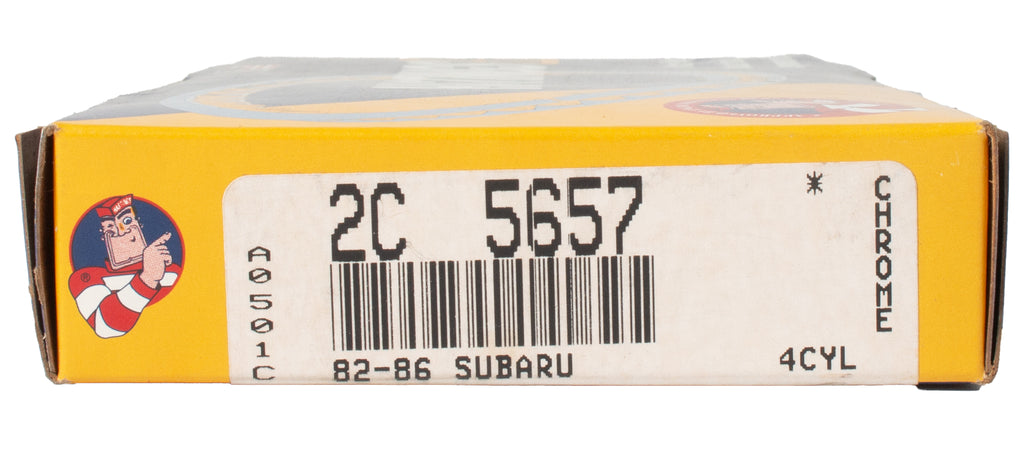 2C 5657
*
CHROME
A0501C
82-86 SUBARU
4CYL
®